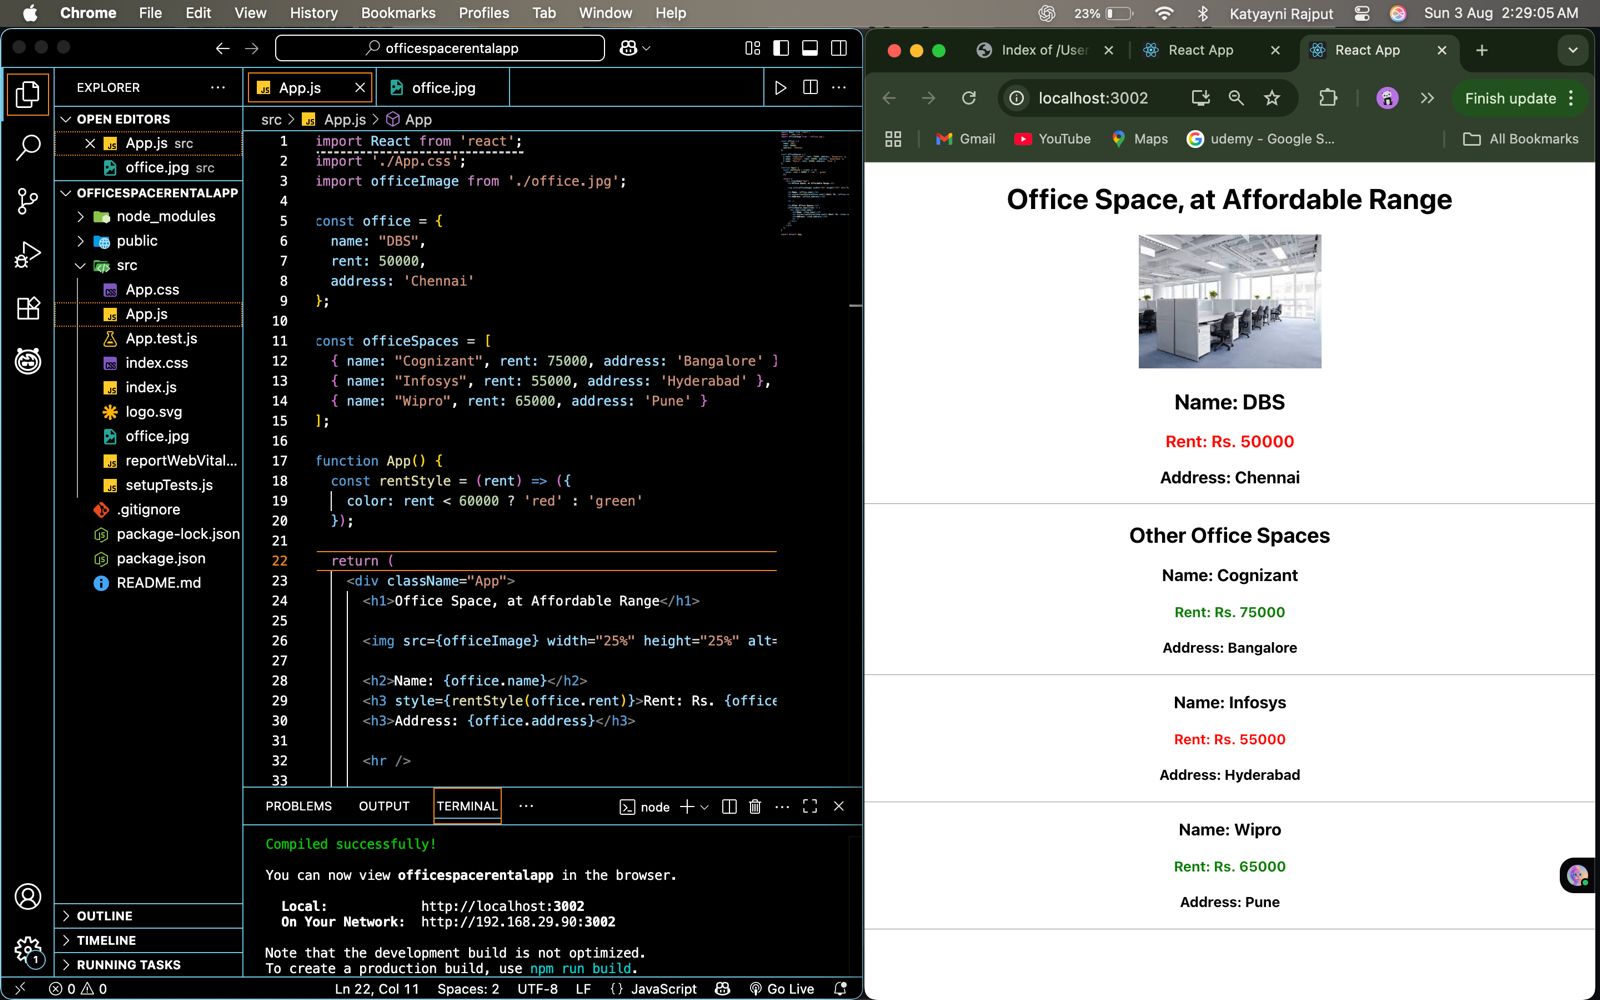 Chrome File Edit View History Bookmarks Profiles Tab Window Help 23% Katyayni Rajput Sun 3 Aug 2:29:05 AM
officespacerentalapp
EXPLORER
OPEN EDITORS
App.js src
office.jpg src
OFFICESPACERENTALAPP
node_modules
public
src
App.css
App.js
App.test.js
index.css
index.js
logo.svg
office.jpg
reportWebVital...
setupTests.js
.gitignore
package-lock.json
package.json
README.md
OUTLINE
TIMELINE
RUNNING TASKS
App.js office.jpg
src > App.js > App
1 import React from 'react';
2 import './App.css';
3 import officeImage from './office.jpg';
4
5 const office = {
6 name: "DBS",
7 rent: 50000,
8 address: 'Chennai'
9 };
10
11 const officeSpaces = [
12 { name: "Cognizant", rent: 75000, address: 'Bangalore' }
13 { name: "Infosys", rent: 55000, address: 'Hyderabad' },
14 { name: "Wipro", rent: 65000, address: 'Pune' }
15 ];
16
17 function App() {
18 const rentStyle = (rent) => ({
19 color: rent < 60000 ? 'red' : 'green'
20 });
21
22 return (
23 <div className="App">
24 <h1>Office Space, at Affordable Range</h1>
25
26 <img src={officeImage} width="25%" height="25%" alt=
27
28 <h2>Name: {office.name}</h2>
29 <h3 style={rentStyle(office.rent)}>Rent: Rs. {office
30 <h3>Address: {office.address}</h3>
31
32 <hr />
33
PROBLEMS OUTPUT TERMINAL ... node
Compiled successfully!
You can now view officespacerentalapp in the browser.
Local: http://localhost:3002
On Your Network: http://192.168.29.90:3002
Note that the development build is not optimized.
To create a production build, use npm run build.
0 0 Ln 22, Col 11 Spaces: 2 UTF-8 LF {} JavaScript Go Live
1
Index of /User React App React App
localhost:3002 Finish update
Gmail YouTube Maps udemy - Google S... All Bookmarks
Office Space, at Affordable Range
Name: DBS
Rent: Rs. 50000
Address: Chennai
Other Office Spaces
Name: Cognizant
Rent: Rs. 75000
Address: Bangalore
Name: Infosys
Rent: Rs. 55000
Address: Hyderabad
Name: Wipro
Rent: Rs. 65000
Address: Pune